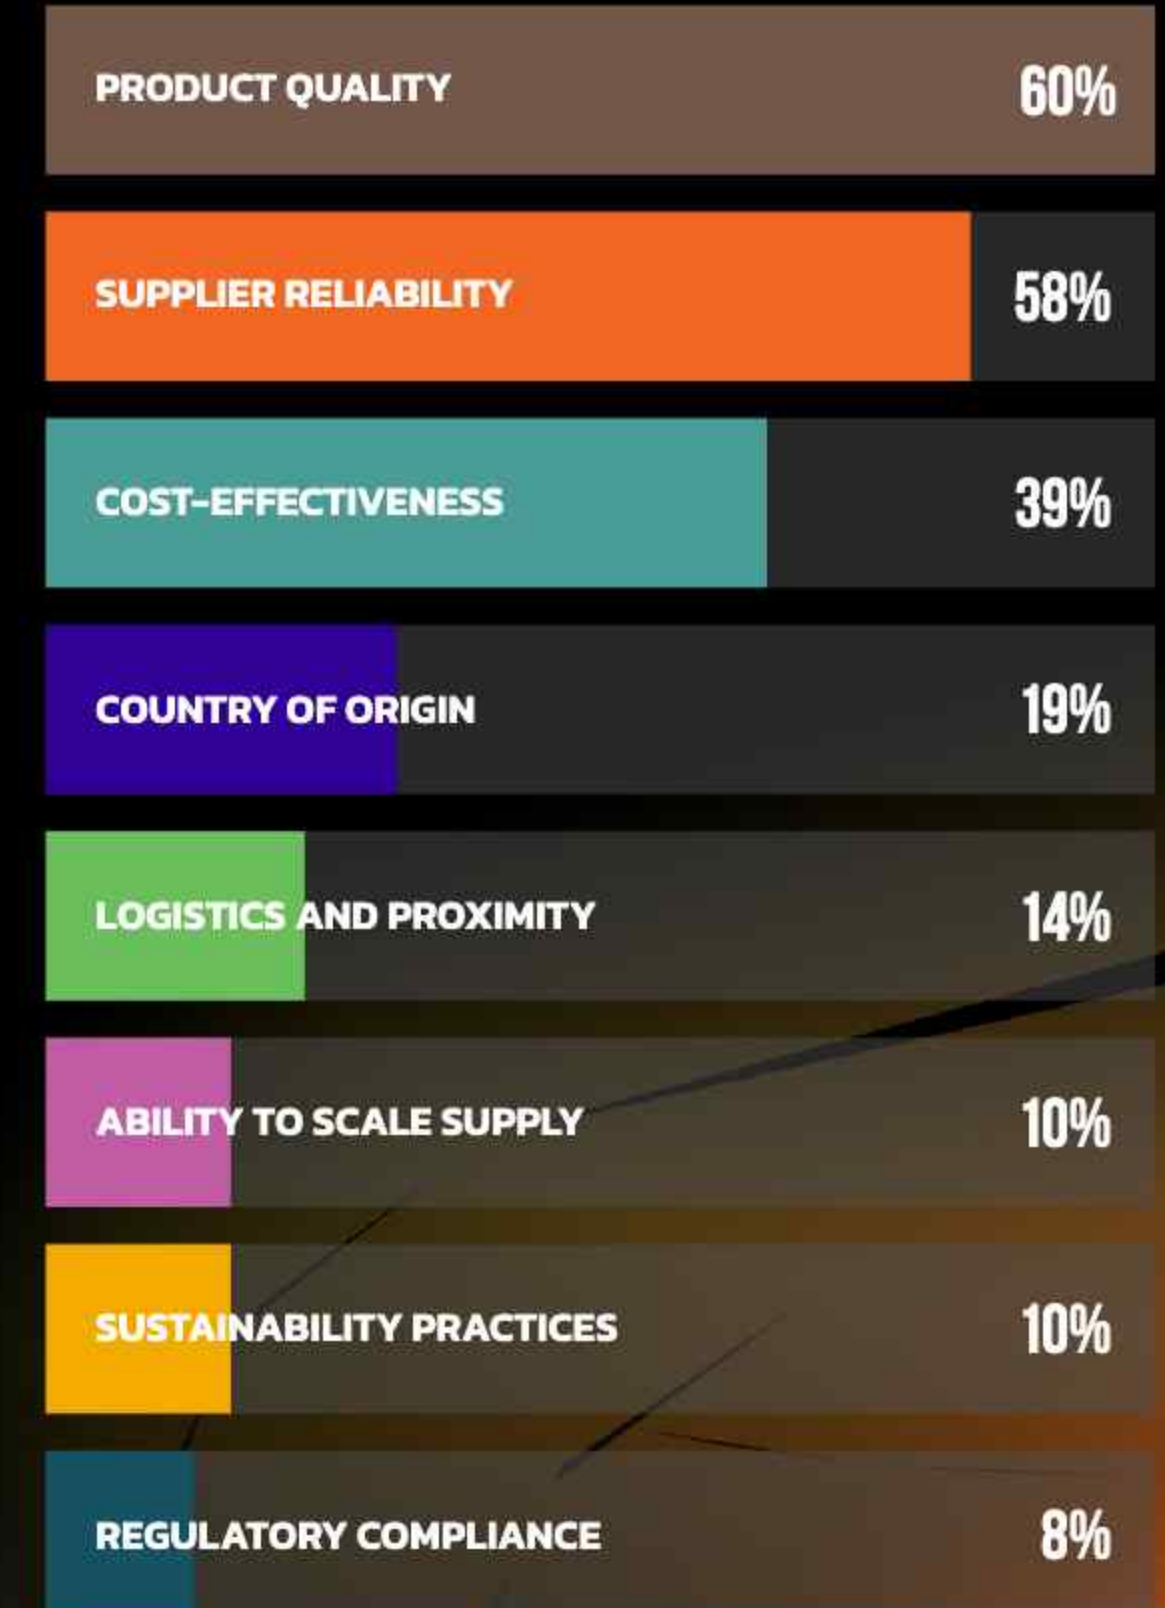 PRODUCT QUALITY 60%
SUPPLIER RELIABILITY 58%
COST-EFFECTIVENESS 39%
COUNTRY OF ORIGIN 19%
LOGISTICS AND PROXIMITY 14%
ABILITY TO SCALE SUPPLY 10%
SUSTAINABILITY PRACTICES 10%
REGULATORY COMPLIANCE 8%